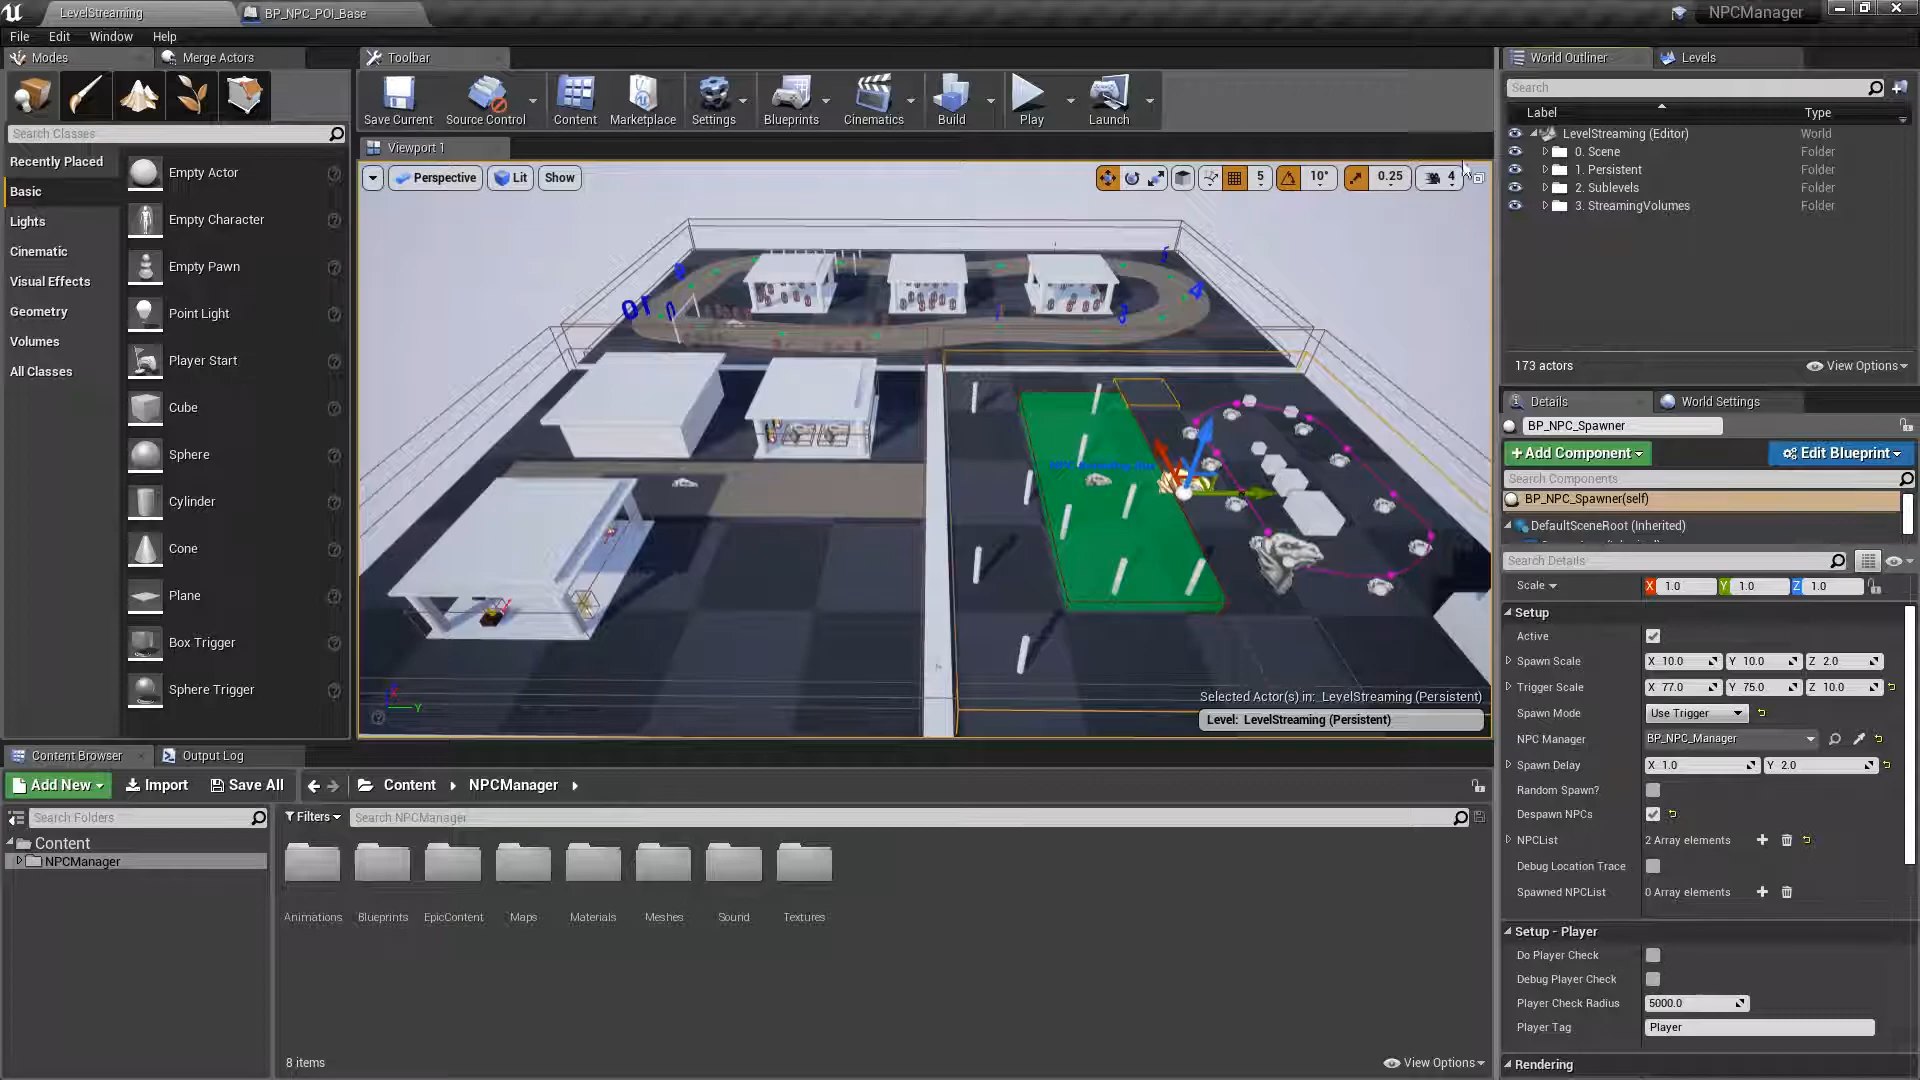 LevelStreaming
BP_NPC_POI_Base
NPCManager
File
Edit
Window
Help
Modes
Merge Actors
Toolbar
World Outliner
Levels
Save Current
Source Control
Content
Marketplace
Settings
Blueprints
Cinematics
Build
Play
Launch
Search
Label
Type
Search Classes
LevelStreaming (Editor)
World
0. Scene
Folder
1. Persistent
Folder
2. Sublevels
Folder
3. StreamingVolumes
Folder
173 actors
View Options
Viewport 1
Perspective
Lit
Show
5
10°
0.25
4
Recently Placed
Basic
Lights
Cinematic
Visual Effects
Geometry
Volumes
All Classes
Empty Actor
Empty Character
Empty Pawn
Point Light
Player Start
Cube
Sphere
Cylinder
Cone
Plane
Box Trigger
Sphere Trigger
Selected Actor(s) in: LevelStreaming (Persistent)
Level: LevelStreaming (Persistent)
Details
World Settings
BP_NPC_Spawner
+Add Component
Edit Blueprint
Search Components
BP_NPC_Spawner(self)
DefaultSceneRoot (Inherited)
Search Details
Scale
X 1.0
Y 1.0
Z 1.0
Setup
Active
Spawn Scale
X 10.0
Y 10.0
Z 2.0
Trigger Scale
X 77.0
Y 75.0
Z 10.0
Spawn Mode
Use Trigger
NPC Manager
BP_NPC_Manager
Spawn Delay
X 1.0
Y 2.0
Random Spawn?
Despawn NPCs
NPCList
2 Array elements
Debug Location Trace
Spawned NPCList
0 Array elements
Setup - Player
Do Player Check
Debug Player Check
Player Check Radius
5000.0
Player Tag
Player
Rendering
Content Browser
Output Log
Add New
Import
Save All
Content
NPCManager
Search Folders
Filters
Search NPCManager
Content
NPCManager
Animations
Blueprints
EpicContent
Maps
Materials
Meshes
Sound
Textures
8 items
View Options